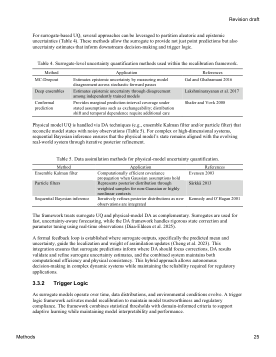 Revision draft
For surrogate-based UQ, several approaches can be leveraged to partition aleatoric and epistemic
uncertainties (Table 4). These methods allow the surrogate to provide not just point predictions but also
uncertainty estimates that inform downstream decision-making and trigger logic.
Table 4. Surrogate-level uncertainty quantification methods used within the recalibration framework.
Method Application References
MC-Dropout Estimates epistemic uncertainty by measuring model Gal and Ghahramani 2016
disagreement across stochastic forward passes
Deep ensembles Estimates epistemic uncertainty through disagreement Lakshminarayanan et al. 2017
among independently trained models
Conformal Provides marginal prediction interval coverage under Shafer and Vovk 2008
prediction stated assumptions such as exchangeability; distribution
shift and temporal dependence require additional care
Physical model UQ is handled via DA techniques (e.g., ensemble Kalman filter and/or particle filter) that
reconcile model states with noisy observations (Table 5). For complex or high-dimensional systems,
sequential Bayesian inference ensures that the physical model's state remains aligned with the evolving
real-world system through iterative posterior refinement.
Table 5. Data assimilation methods for physical-model uncertainty quantification.
Method Application References
Ensemble Kalman filter Computationally efficient covariance Evensen 2003
propagation when Gaussian assumptions hold
Particle filters Represents posterior distribution through Särkkä 2013
weighted samples for non-Gaussian or highly
nonlinear contexts
Sequential Bayesian inference Iteratively refines posterior distributions as new Kennedy and O'Hagan 2001
observations are integrated
The framework treats surrogate UQ and physical-model DA as complementary. Surrogates are used for
fast, uncertainty-aware forecasting, while the DA framework handles rigorous state correction and
parameter tuning using real-time observations (Diaz-Elsayed et al. 2025).
A formal feedback loop is established where surrogate outputs, specifically the predicted mean and
uncertainty, guide the localization and weight of assimilation updates (Cheng et al. 2023). This
integration ensures that surrogate predictions inform where DA should focus corrections, DA results
validate and refine surrogate uncertainty estimates, and the combined system maintains both
computational efficiency and physical consistency. This hybrid approach allows autonomous
decision-making in complex dynamic systems while maintaining the reliability required for regulatory
applications.
3.3.2 Trigger Logic
As surrogate models operate over time, data distributions, and environmental conditions evolve. A trigger
logic framework activates model recalibration to maintain model trustworthiness and regulatory
compliance. The framework combines statistical thresholds with domain-informed criteria to support
adaptive learning while maintaining model interpretability and performance.
Methods 25